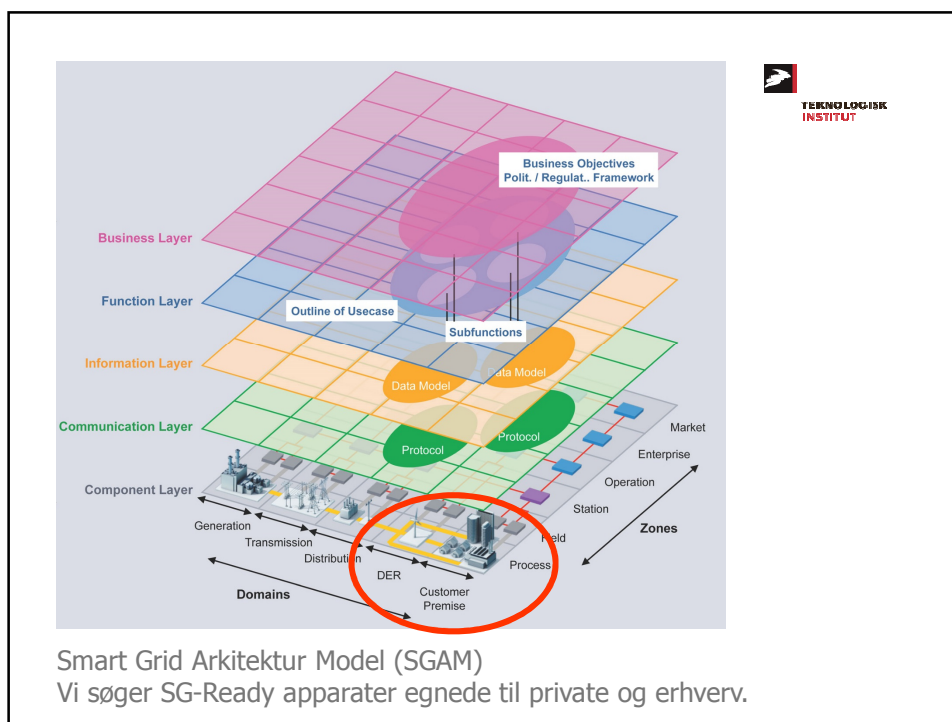 TEKNOLOGISK
INSTITUT
Business Objectives
Polit. / Regulat.. Framework
Business Layer
Function Layer
Outline of Usecase
Subfunctions
Information Layer
Data Model
Data Model
Communication Layer
Protocol
Protocol
Component Layer
Market
Enterprise
Operation
Station
Field
Process
Zones
Generation
Transmission
Distribution
DER
Customer
Premise
Domains
Smart Grid Arkitektur Model (SGAM)
Vi søger SG-Ready apparater egnede til private og erhverv.